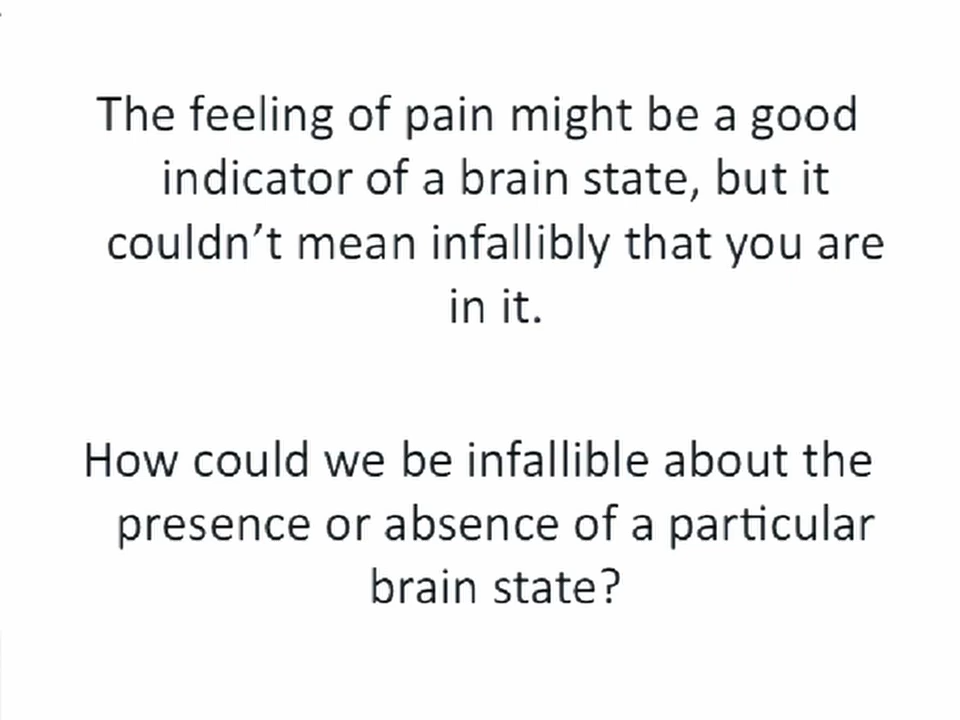 The feeling of pain might be a good
indicator of a brain state, but it
couldn’t mean infallibly that you are
in it.
How could we be infallible about the
presence or absence of a particular
brain state?